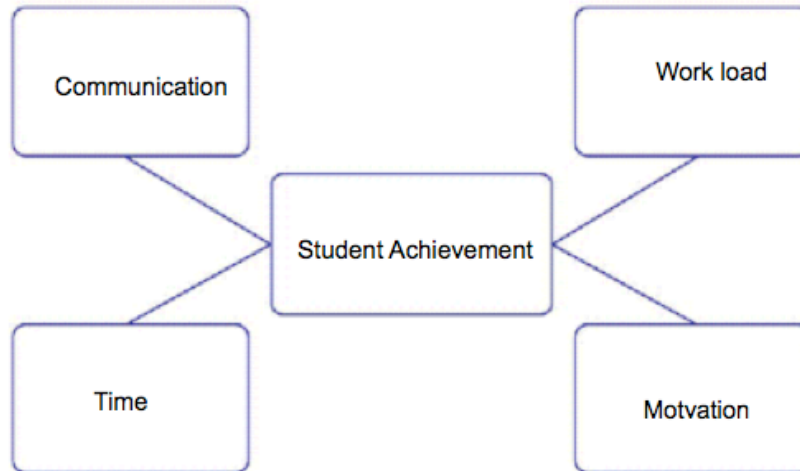 Communication
Work load
Student Achievement
Time
Motvation